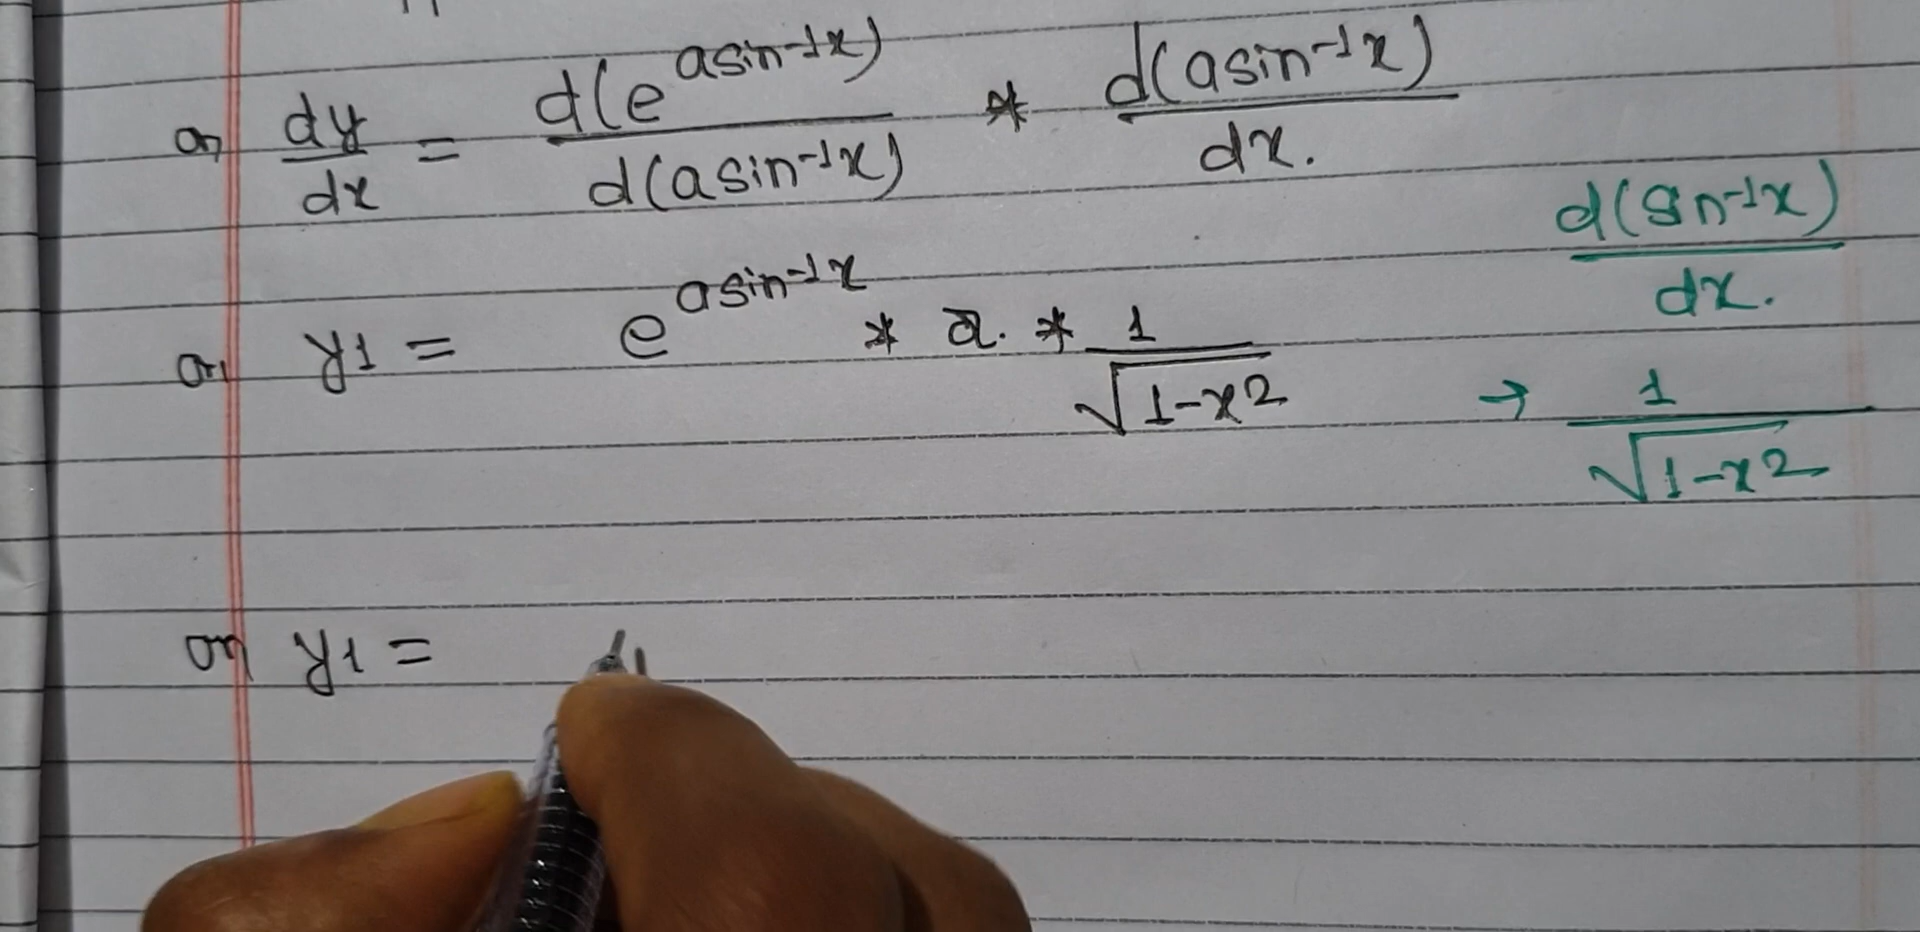 or dy/dx = d(e^(asin⁻¹x))/d(asin⁻¹x) * d(asin⁻¹x)/dx.
or y1 = e^(asin⁻¹x) * a. * 1/√(1-x²)
or y1 =
d(sin⁻¹x)/dx.
→ 1/√(1-x²)